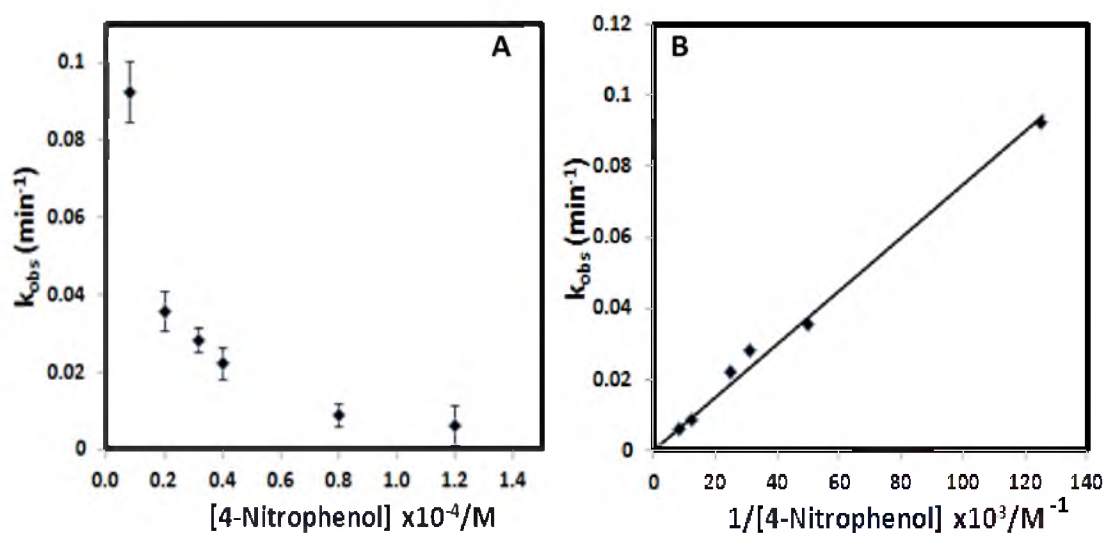 A
k_obs (min⁻¹)
0.1
0.08
0.06
0.04
0.02
0
0.0 0.2 0.4 0.6 0.8 1.0 1.2 1.4
[4-Nitrophenol] x10⁻⁴/M
B
k_obs (min⁻¹)
0.12
0.1
0.08
0.06
0.04
0.02
0
0 20 40 60 80 100 120 140
1/[4-Nitrophenol] x10³/M⁻¹